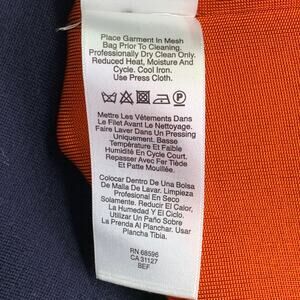 Place Garment In Mesh
Bag Prior To Cleaning.
Professionally Dry Clean Only.
Reduced Heat, Moisture And
Cycle. Cool Iron.
Use Press Cloth.
P
Mettre Les Vêtements Dans
Le Filet Avant Le Nettoyage.
Faire Laver Dans Un Pressing
Uniquement. Basse
Température Et Faible
Humidité En Cycle Court.
Repasser Avec Fer Tiède
Et Patte Mouillée.
Colocar Dentro De Una Bolsa
De Malla De Lavar. Limpieza
Profesional En Seco
Solamente. Reducir El Calor,
La Humedad Y El Ciclo.
Utilizar Un Paño Sobre
La Prenda Al Planchar. Usar
Plancha Tibia.
RN 68596
CA 31127
BEF